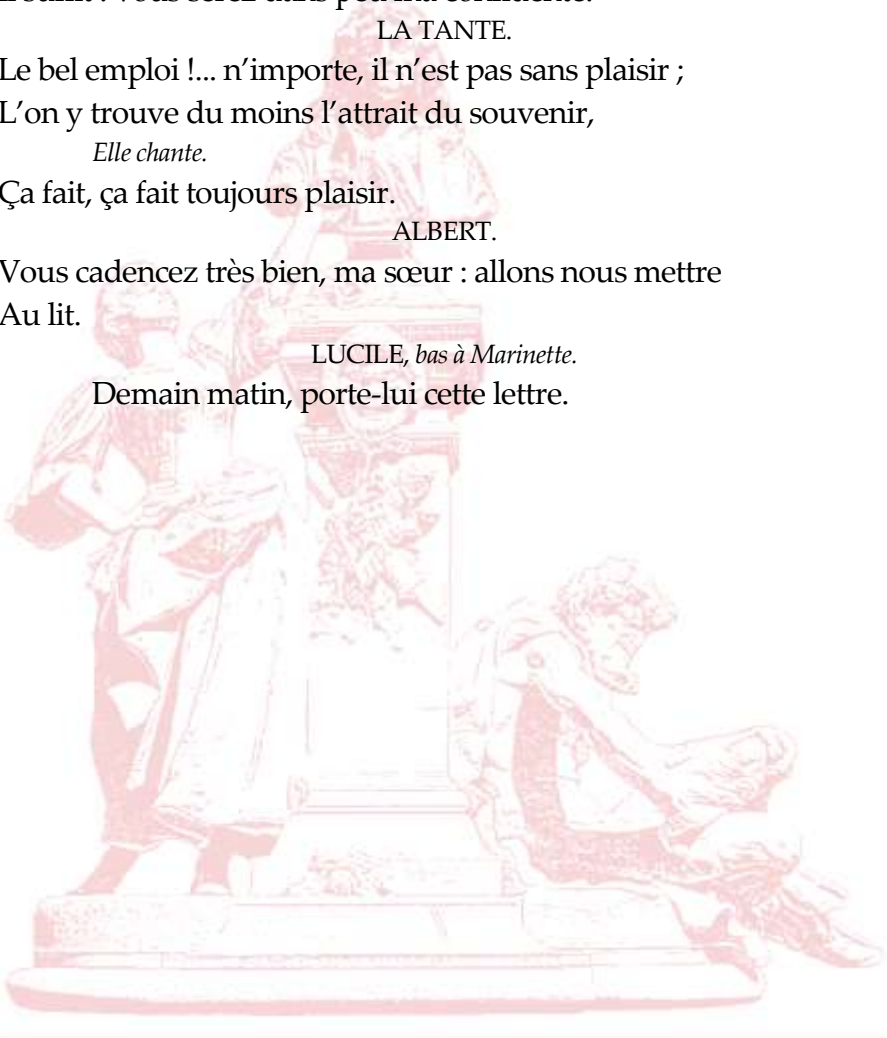 LA TANTE.
Le bel emploi !... n’importe, il n’est pas sans plaisir ;
L’on y trouve du moins l’attrait du souvenir,
Elle chante.
Ça fait, ça fait toujours plaisir.
ALBERT.
Vous cadencez très bien, ma sœur : allons nous mettre
Au lit.
LUCILE, bas à Marinette.
Demain matin, porte-lui cette lettre.